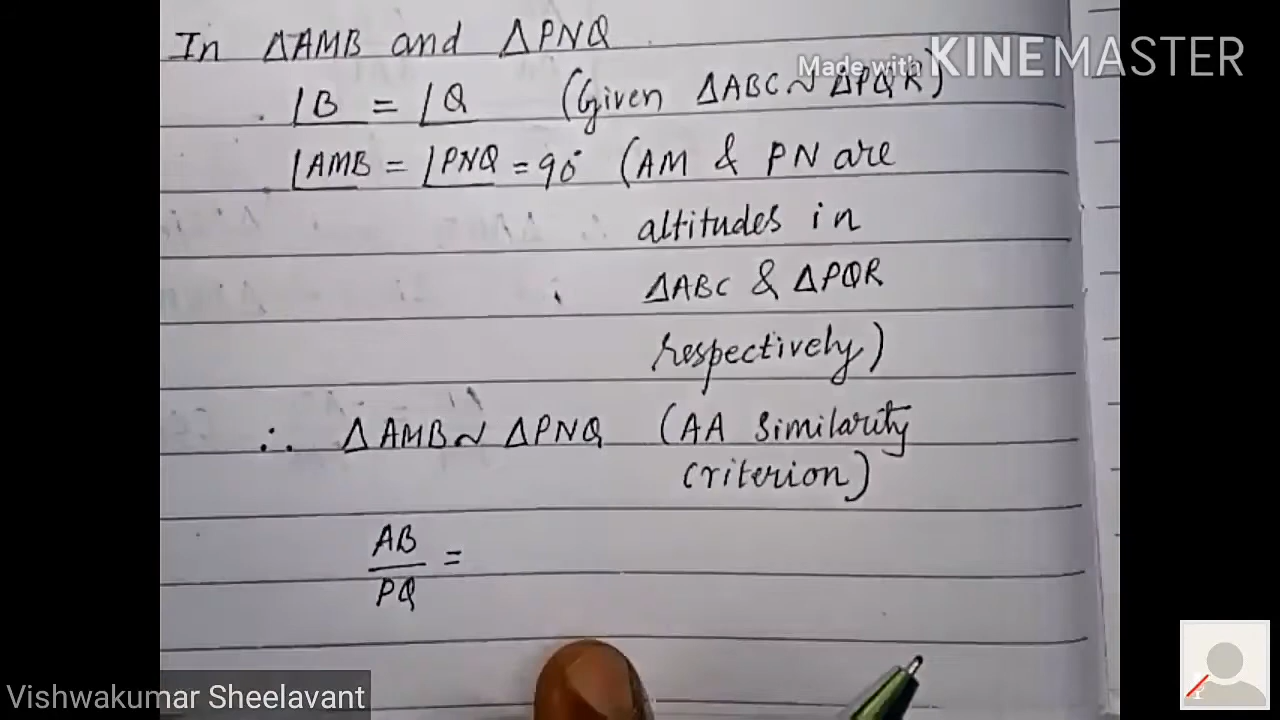 Made with KINEMASTER
In ΔAMB and ΔPNQ
∠B = ∠Q (Given ΔABC ~ ΔPQR)
∠AMB = ∠PNQ = 90° (AM & PN are
altitudes in
ΔABC & ΔPQR
respectively)
∴ ΔAMB ~ ΔPNQ (AA Similarity
Criterion)
AB
=
PQ
Vishwakumar Sheelavant